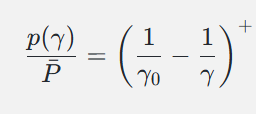 p(γ)/P̄ = (1/γ₀ − 1/γ)⁺